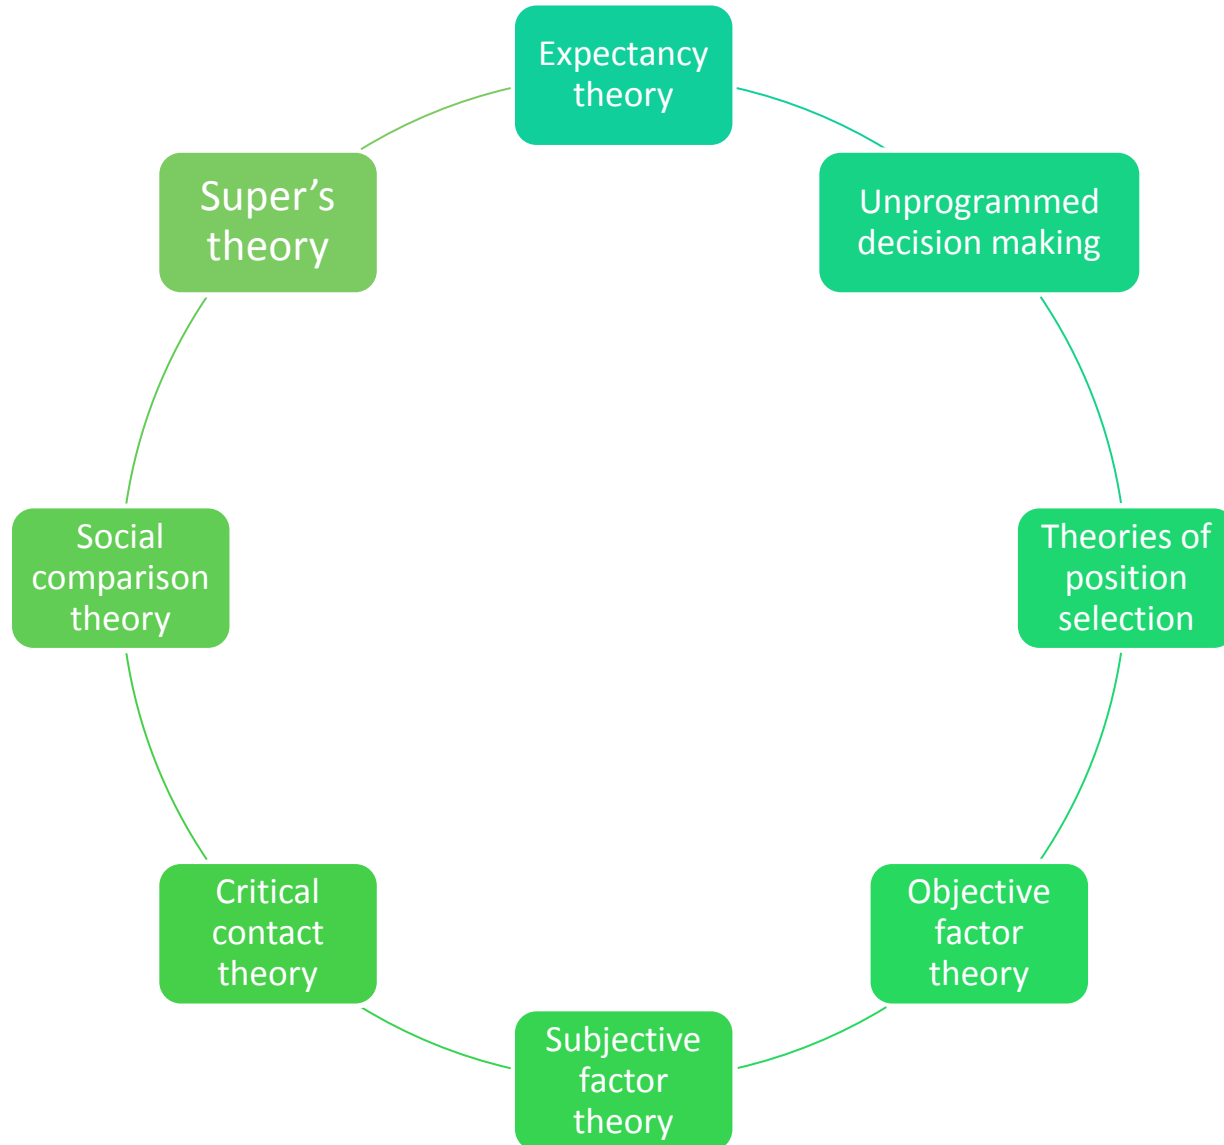 Expectancy
theory
Unprogrammed
decision making
Theories of
position
selection
Objective
factor
theory
Subjective
factor
theory
Critical
contact
theory
Social
comparison
theory
Super’s
theory